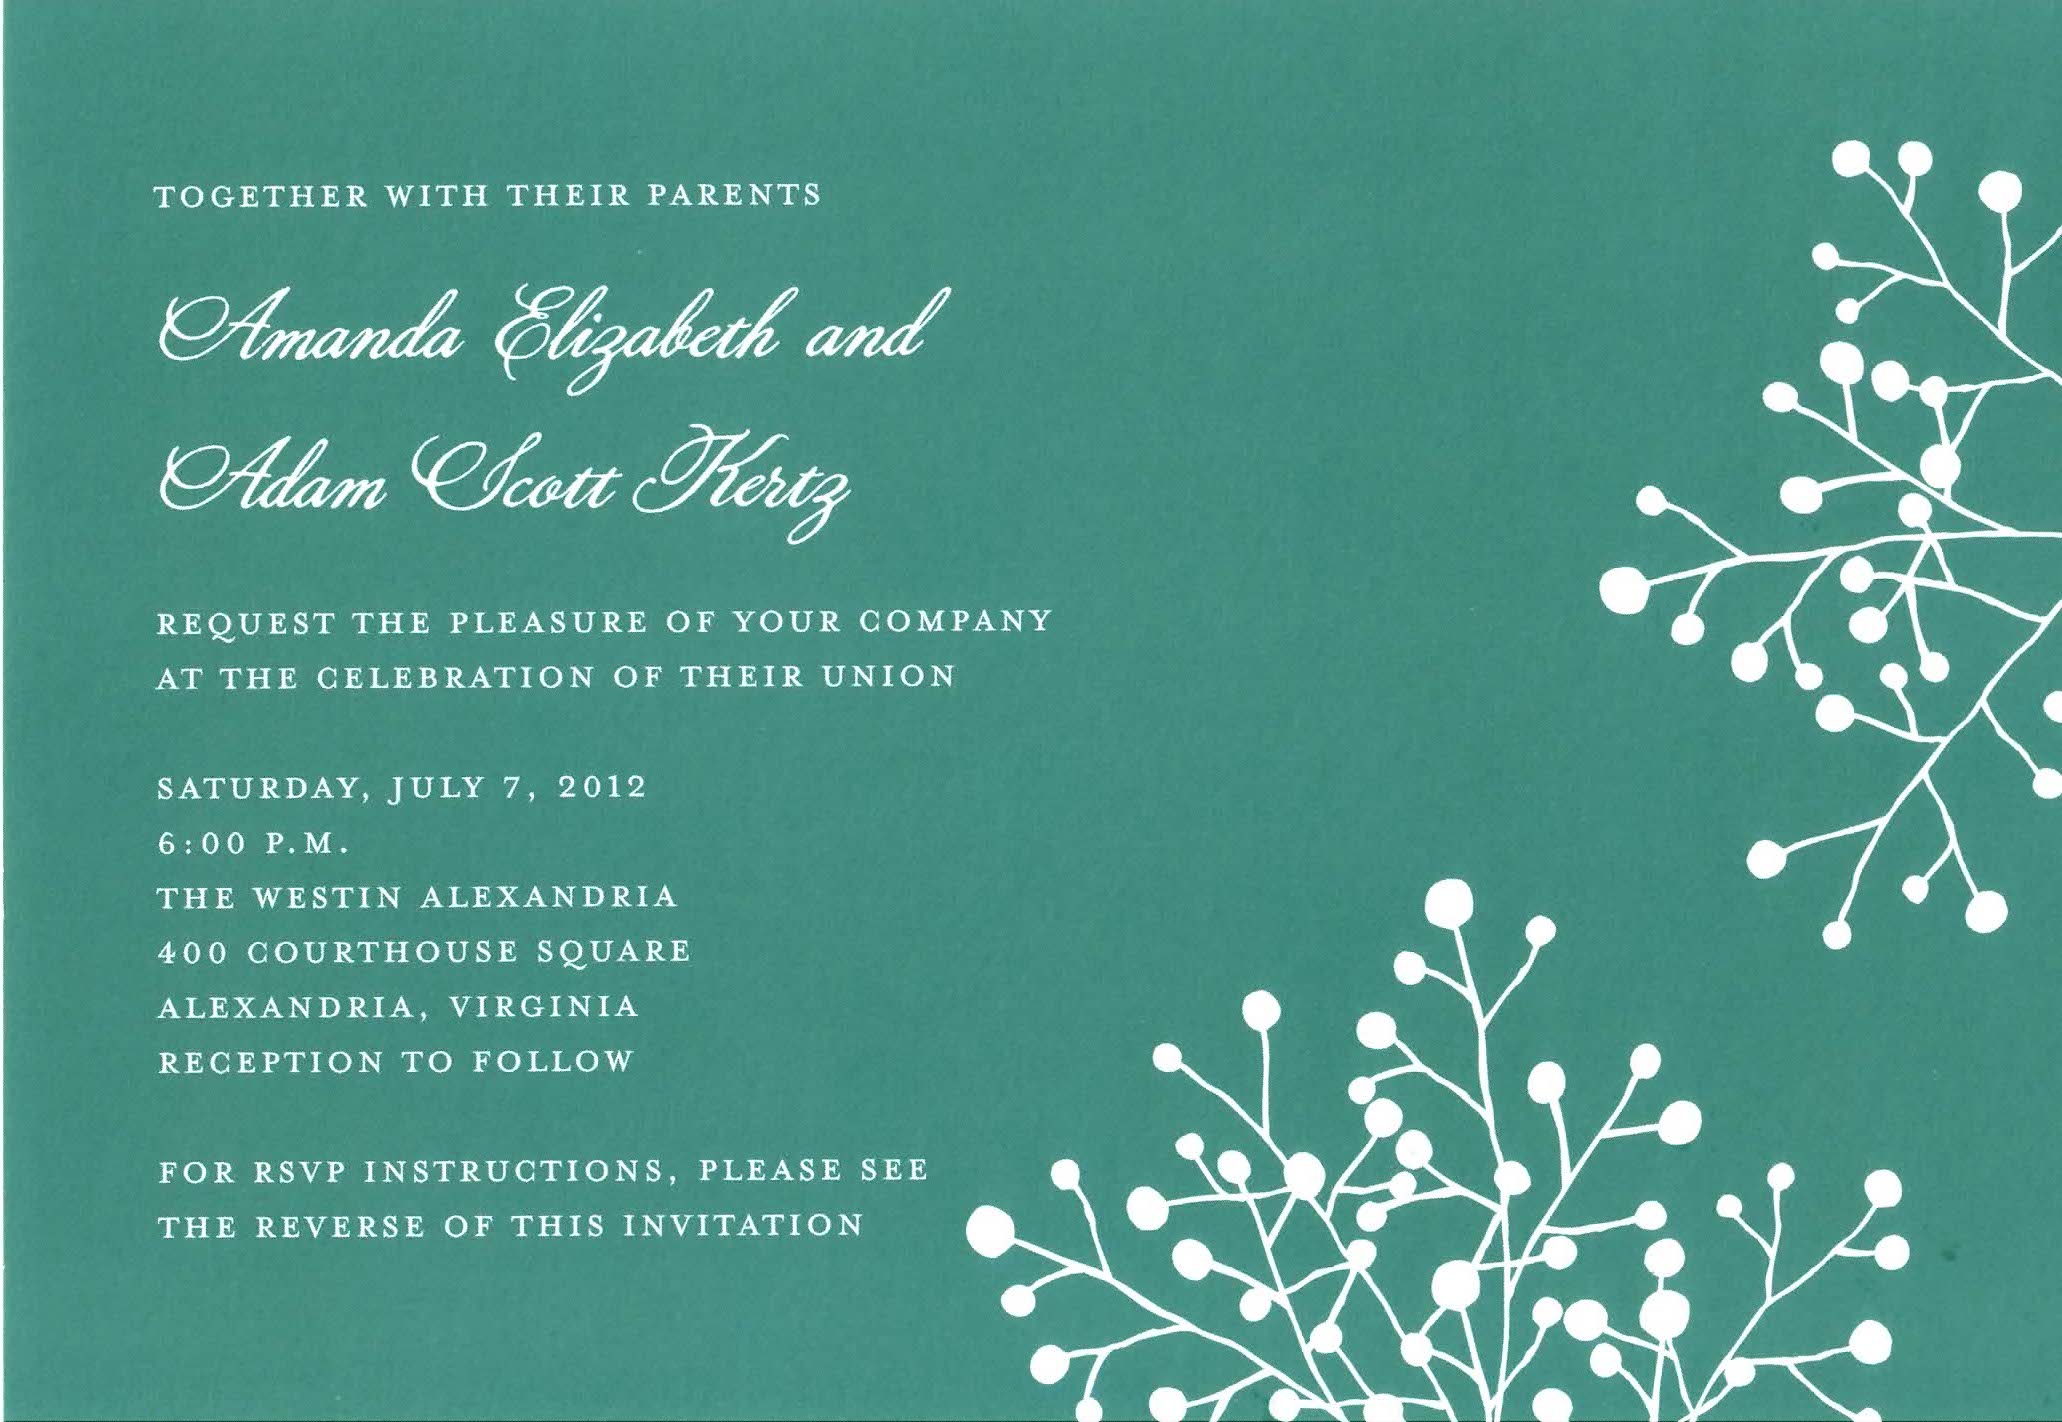 TOGETHER WITH THEIR PARENTS
Amanda Elizabeth and
Adam Scott Kertz
REQUEST THE PLEASURE OF YOUR COMPANY
AT THE CELEBRATION OF THEIR UNION
SATURDAY, JULY 7, 2012
6:00 P.M.
THE WESTIN ALEXANDRIA
400 COURTHOUSE SQUARE
ALEXANDRIA, VIRGINIA
RECEPTION TO FOLLOW
FOR RSVP INSTRUCTIONS, PLEASE SEE
THE REVERSE OF THIS INVITATION